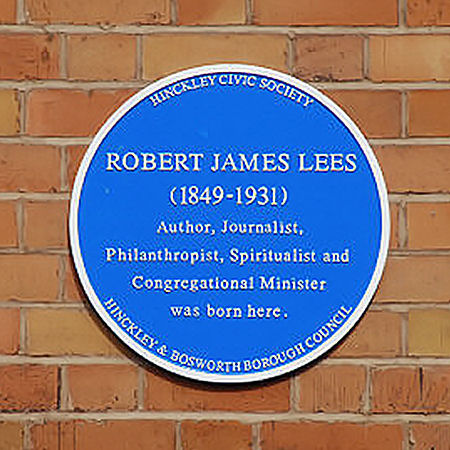 HINCKLEY CIVIC SOCIETY
ROBERT JAMES LEES
(1849-1931)
Author, Journalist,
Philanthropist, Spiritualist and
Congregational Minister
was born here.
HINCKLEY & BOSWORTH BOROUGH COUNCIL